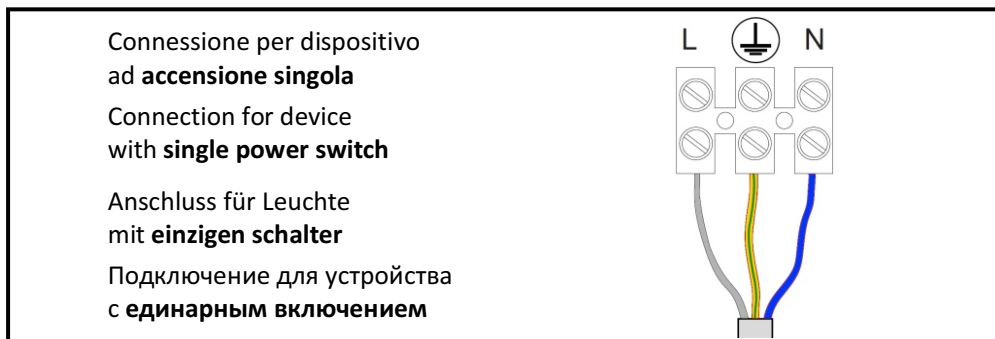 Connessione per dispositivo
ad accensione singola
Connection for device
with single power switch
Anschluss für Leuchte
mit einzigen schalter
Подключение для устройства
с единарным включением
L N